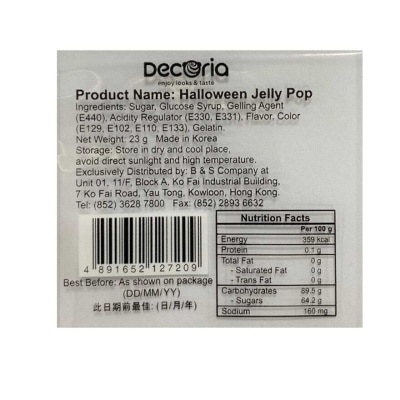 Decoria
enjoy looks & taste
Product Name: Halloween Jelly Pop
Ingredients: Sugar, Glucose Syrup, Gelling Agent
(E440), Acidity Regulator (E330, E331), Flavor, Color
(E129, E102, E110, E133), Gelatin.
Net Weight: 23 g   Made in Korea
Storage: Store in dry and cool place,
avoid direct sunlight and high temperature.
Exclusively Distributed by: B & S Company at
Unit 01, 11/F, Block A, Ko Fai Industrial Building,
7 Ko Fai Road, Yau Tong, Kowloon, Hong Kong.
Tel: (852) 3628 7800   Fax: (852) 2893 6632
4 891652 127209
Best Before: As shown on package
(DD/MM/YY)
此日期前最佳: (日/月/年)
Nutrition Facts
Per 100 g
Energy 359 kcal
Protein 0.1 g
Total Fat 0 g
- Saturated Fat 0 g
- Trans Fat 0 g
Carbohydrates 89.5 g
- Sugars 64.2 g
Sodium 160 mg